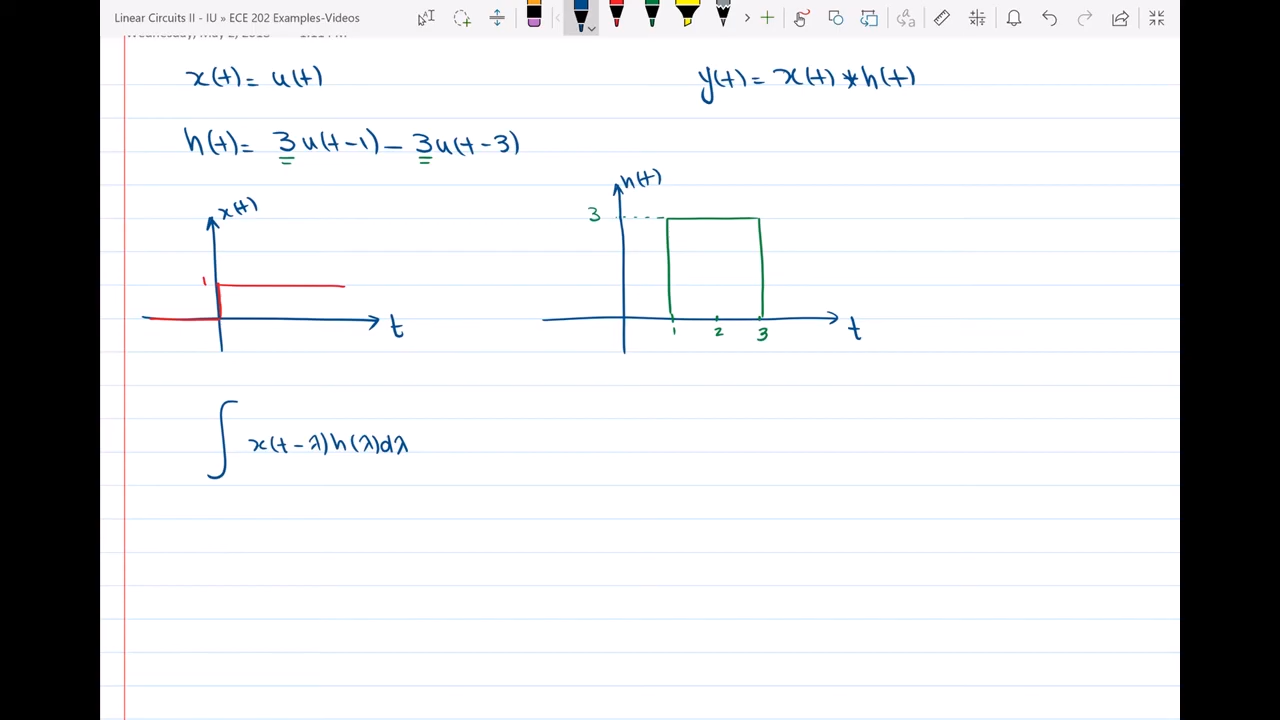 Linear Circuits II - IU » ECE 202 Examples-Videos
x(t) = u(t)
y(t) = x(t) * h(t)
h(t) = 3u(t-1) - 3u(t-3)
x(t)
h(t)
3
1
t
1 2 3
t
∫ x(t-λ)h(λ)dλ